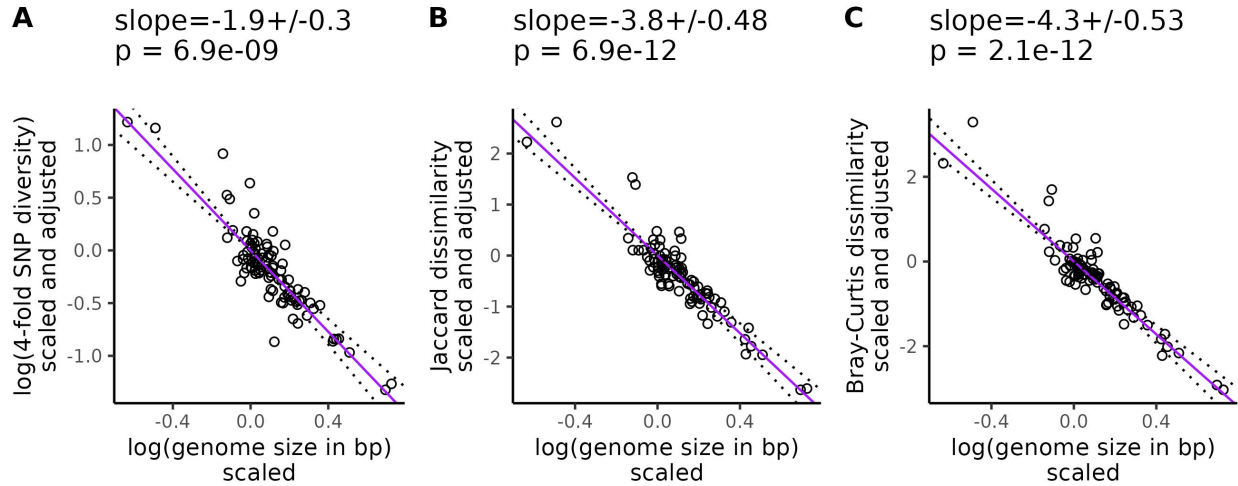 A
slope=-1.9+/-0.3
p = 6.9e-09
log(4-fold SNP diversity)
scaled and adjusted
1.0
0.5
0.0
-0.5
-1.0
-0.4
0.0
0.4
log(genome size in bp)
scaled
B
slope=-3.8+/-0.48
p = 6.9e-12
Jaccard dissimilarity
scaled and adjusted
2
1
0
-1
-2
-0.4
0.0
0.4
log(genome size in bp)
scaled
C
slope=-4.3+/-0.53
p = 2.1e-12
Bray-Curtis dissimilarity
scaled and adjusted
2
0
-2
-0.4
0.0
0.4
log(genome size in bp)
scaled